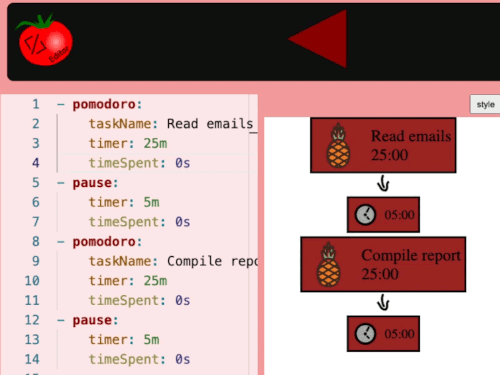 Editor
1 - pomodoro:
2 taskName: Read emails_
3 timer: 25m
4 timeSpent: 0s
5 - pause:
6 timer: 5m
7 timeSpent: 0s
8 - pomodoro:
9 taskName: Compile repo
10 timer: 25m
11 timeSpent: 0s
12 - pause:
13 timer: 5m
14 timeSpent: 0s
style
Read emails
25:00
05:00
Compile report
25:00
05:00